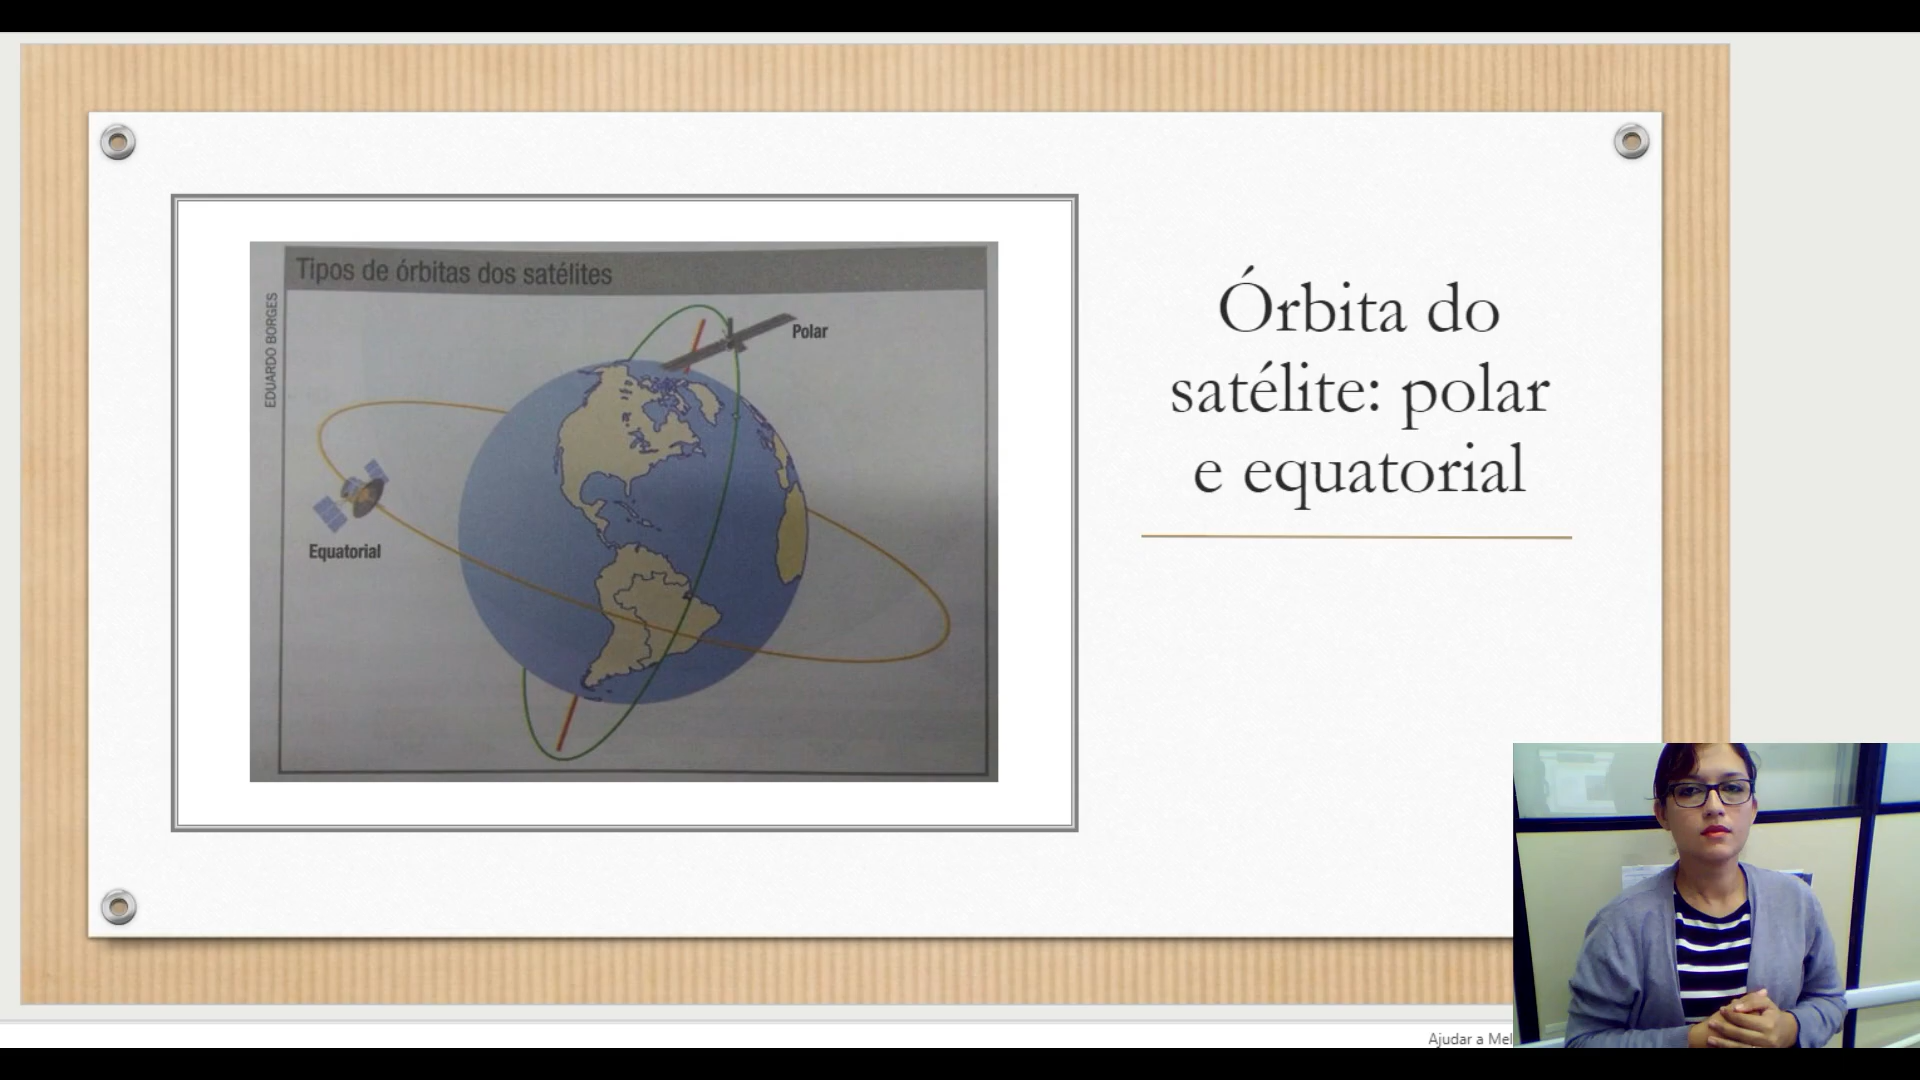 Tipos de órbitas dos satélites
EDUARDO BORGES
Polar
Equatorial
Órbita do
satélite: polar
e equatorial
Ajudar a Mel